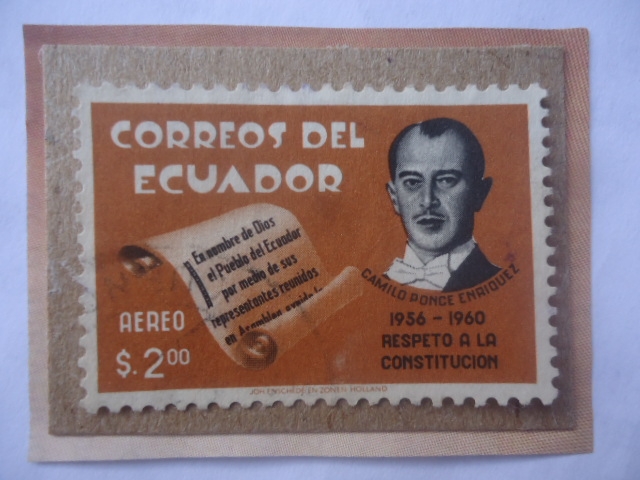 CORREOS DEL
ECUADOR
En nombre de Dios
el Pueblo del Ecuador
por medio de sus
representantes reunidos
en Asamblea
CAMILO PONCE ENRIQUEZ
1956 - 1960
RESPETO A LA
CONSTITUCION
AEREO
$. 2.00
JOH. ENSCHEDÉ EN ZONEN HOLLAND